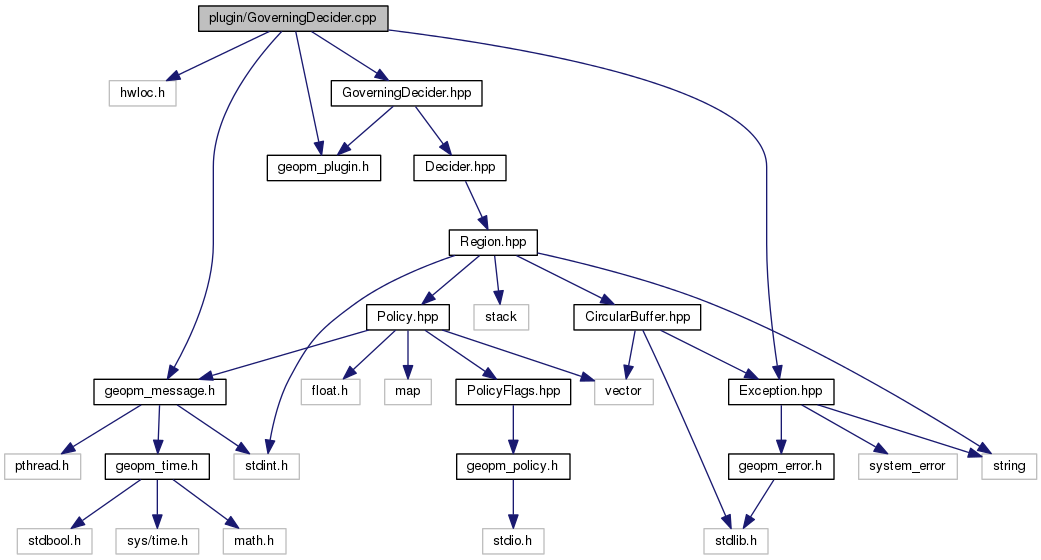 plugin/GoverningDecider.cpp
hwloc.h
GoverningDecider.hpp
geopm_plugin.h
Decider.hpp
Region.hpp
Policy.hpp
stack
CircularBuffer.hpp
geopm_message.h
float.h
map
PolicyFlags.hpp
vector
Exception.hpp
pthread.h
geopm_time.h
stdint.h
geopm_policy.h
geopm_error.h
system_error
string
stdbool.h
sys/time.h
math.h
stdio.h
stdlib.h